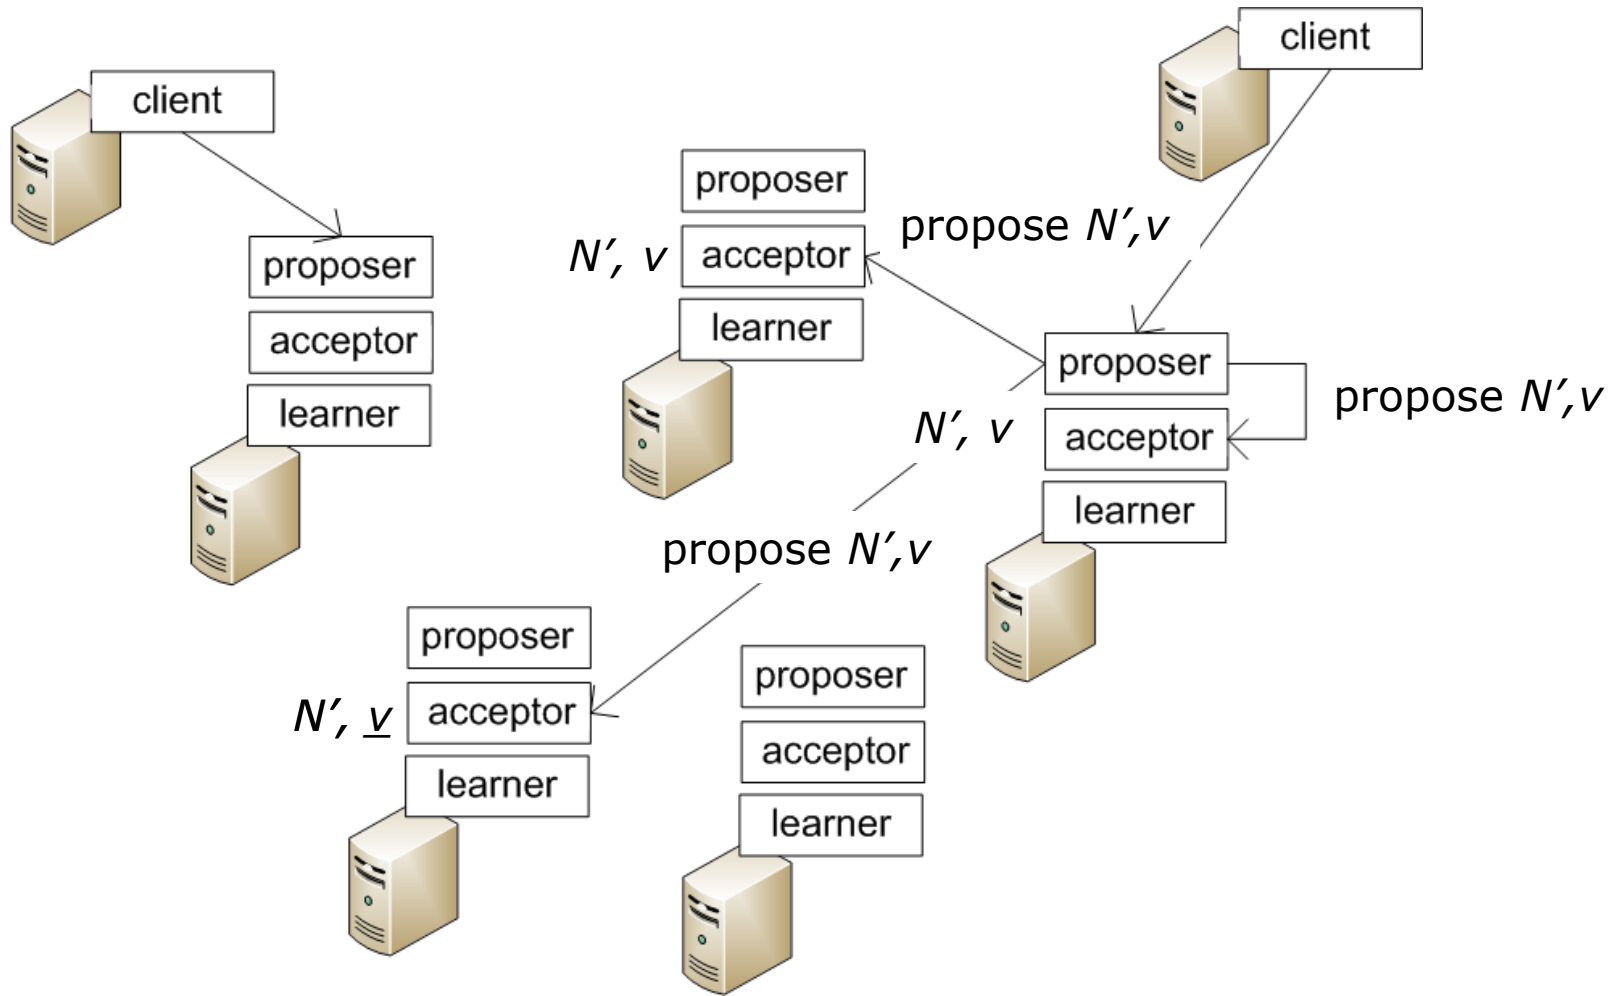 client
client
proposer
acceptor
learner
proposer
N′, v acceptor
learner
propose N′,v
proposer
propose N′,v
N′, v acceptor
learner
propose N′,v
proposer
N′, v acceptor
learner
proposer
acceptor
learner